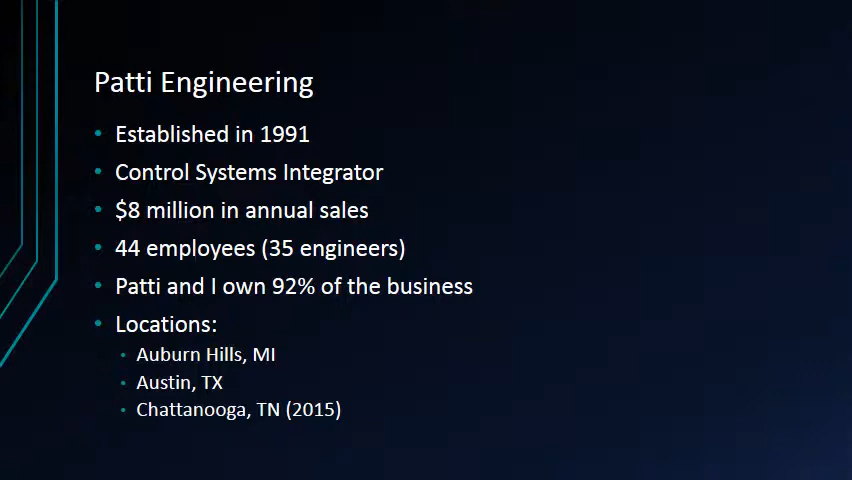 Patti Engineering
• Established in 1991
• Control Systems Integrator
• $8 million in annual sales
• 44 employees (35 engineers)
• Patti and I own 92% of the business
• Locations:
• Auburn Hills, MI
• Austin, TX
• Chattanooga, TN (2015)